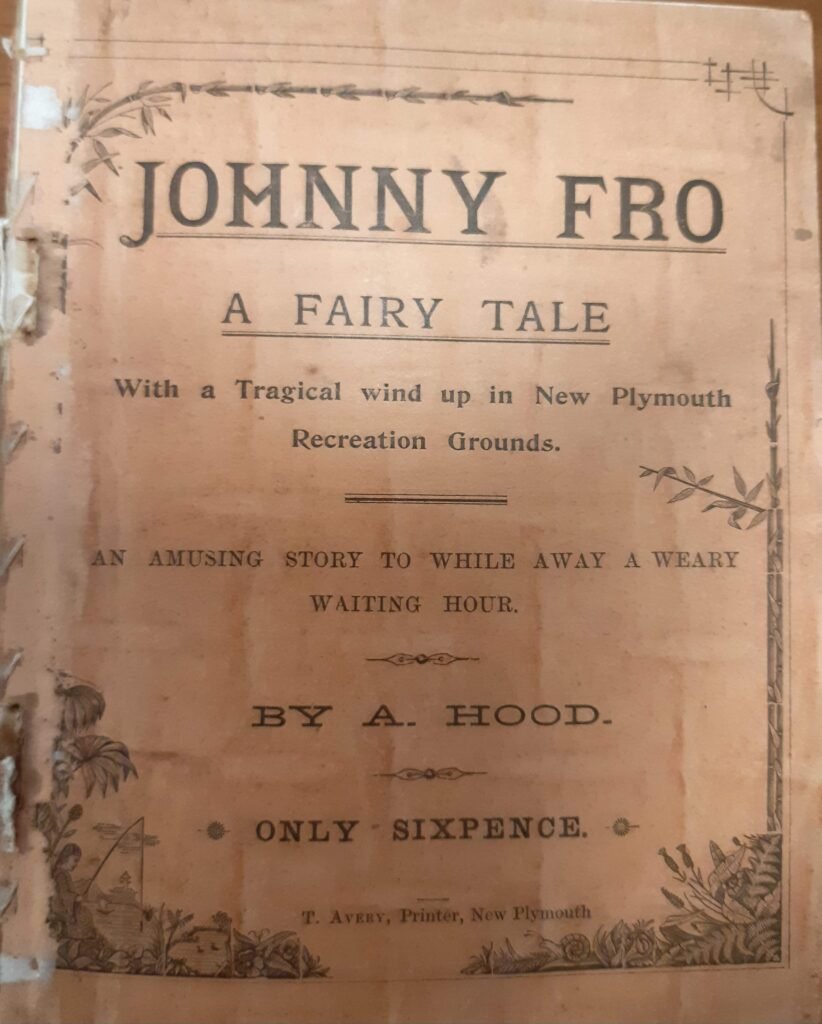 JOHNNY FRO
A FAIRY TALE
With a Tragical wind up in New Plymouth
Recreation Grounds.
AN AMUSING STORY TO WHILE AWAY A WEARY
WAITING HOUR.
BY A. HOOD.
ONLY SIXPENCE.
T. AVERY, Printer, New Plymouth